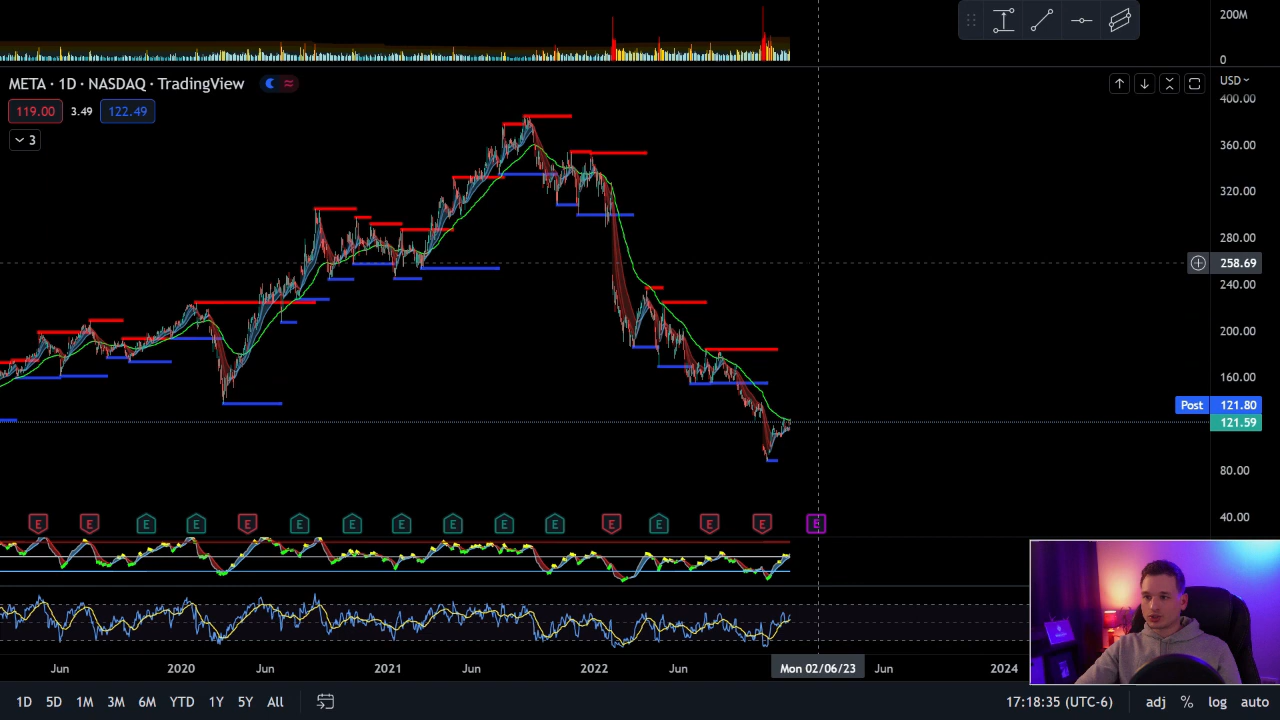 200M
0
META · 1D · NASDAQ · TradingView
USD
119.00 3.49 122.49
3
400.00
360.00
320.00
280.00
258.69
240.00
200.00
160.00
Post 121.80
121.59
80.00
40.00
E E E E E E E E E E E E E E E E
Jun 2020 Jun 2021 Jun 2022 Jun Mon 02/06/23 Jun 2024
1D 5D 1M 3M 6M YTD 1Y 5Y All 17:18:35 (UTC-6) adj % log auto